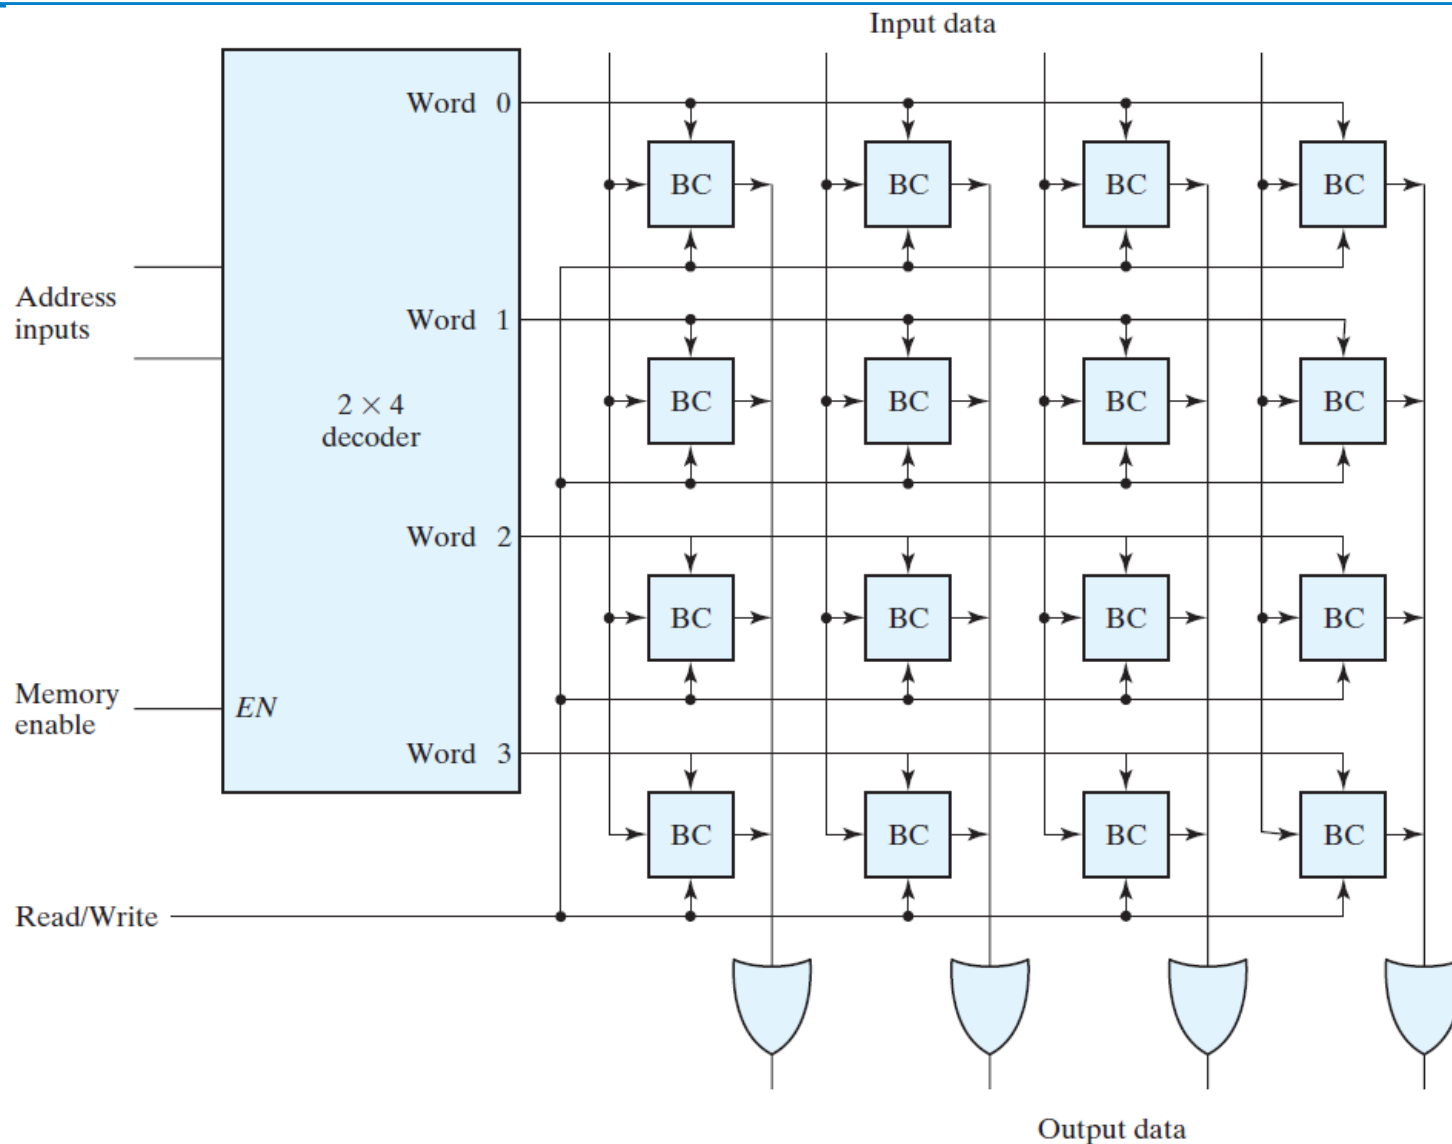 Input data
Word 0
BC BC BC BC
Address
inputs
Word 1
2 × 4
decoder
BC BC BC BC
Word 2
BC BC BC BC
Memory
enable
EN
Word 3
BC BC BC BC
Read/Write
Output data